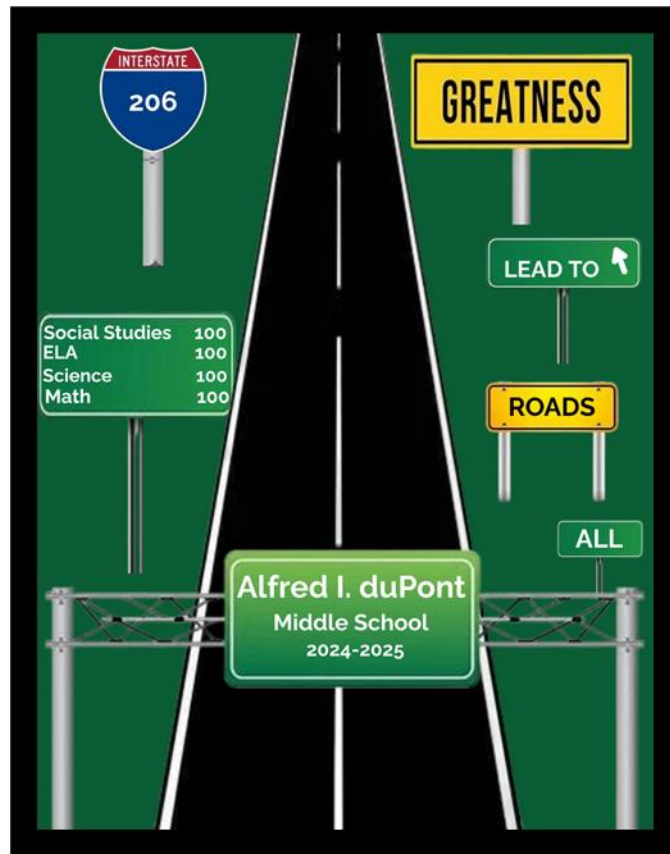 INTERSTATE
206
GREATNESS
LEAD TO
Social Studies 100
ELA 100
Science 100
Math 100
ROADS
ALL
Alfred I. duPont
Middle School
2024-2025